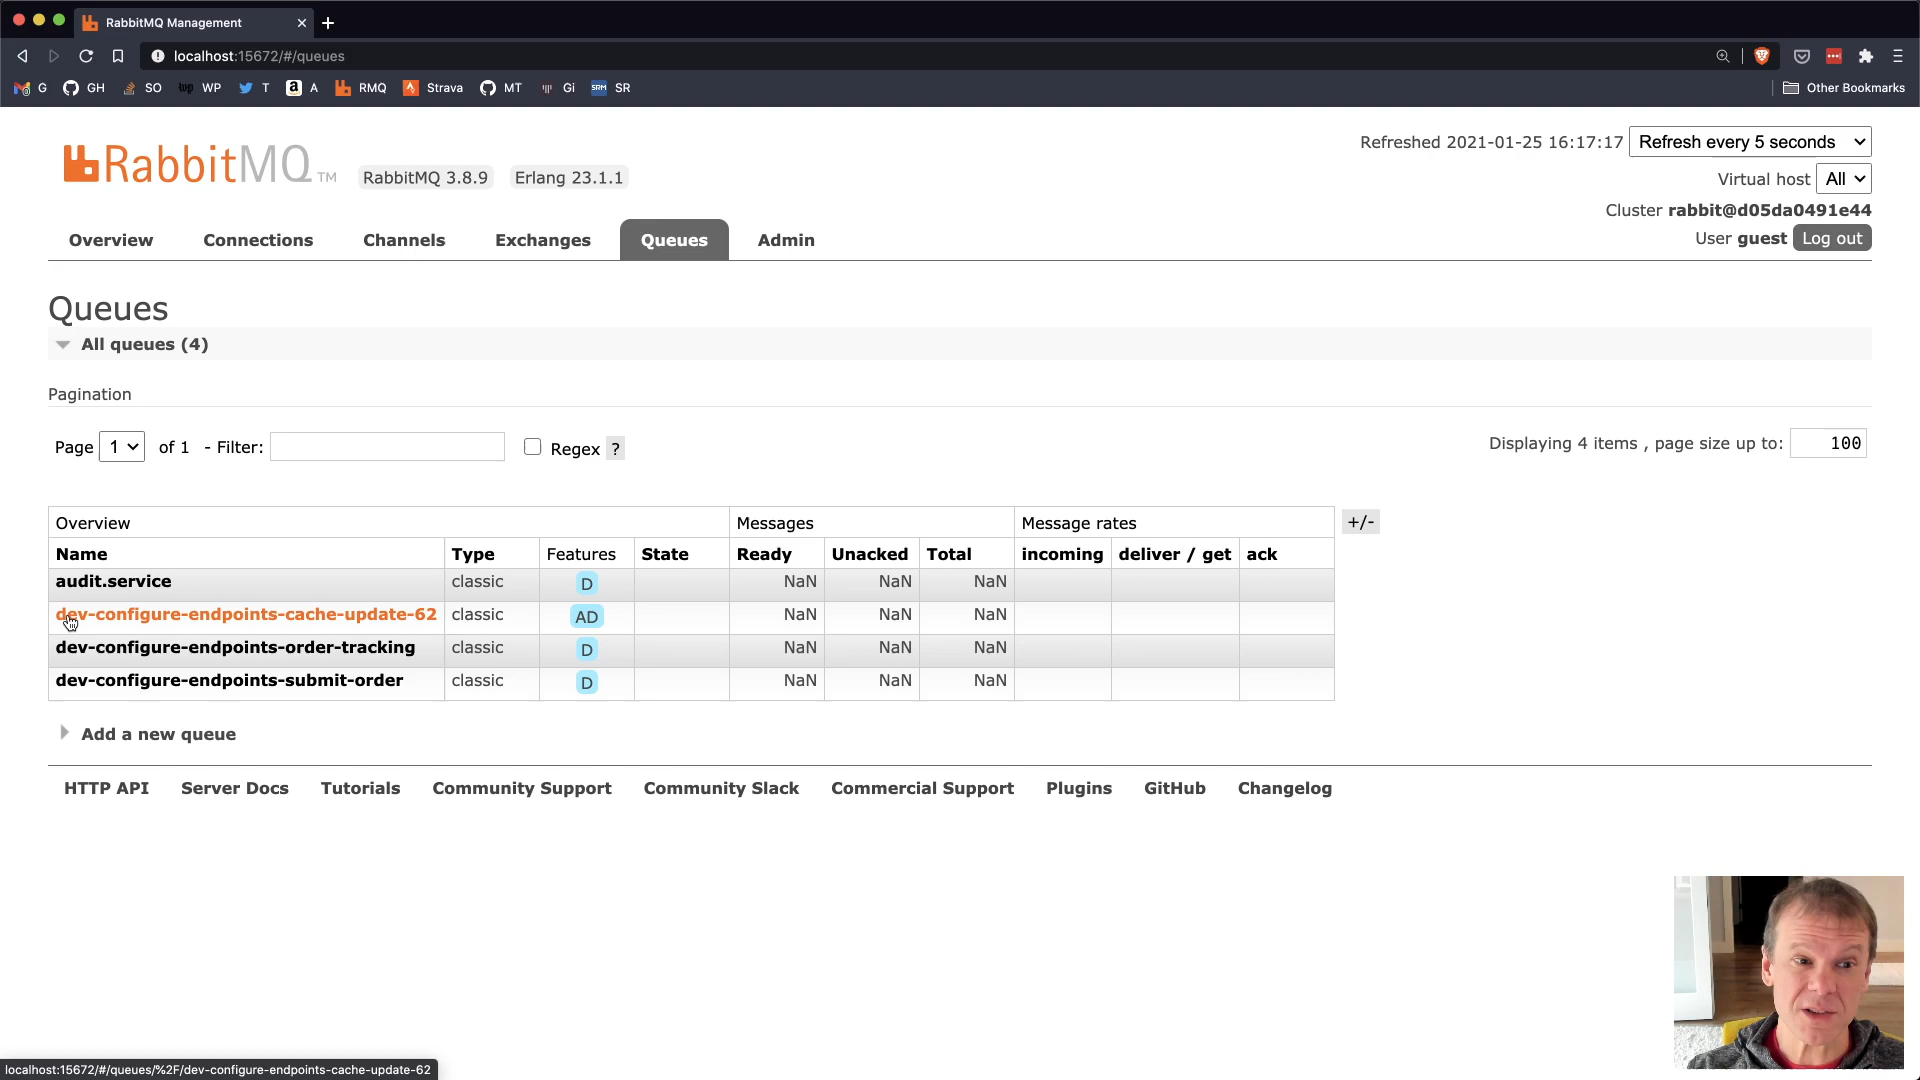 RabbitMQ Management
localhost:15672/#/queues
G GH SO WP T A RMQ Strava MT Gi SR Other Bookmarks
RabbitMQ TM RabbitMQ 3.8.9 Erlang 23.1.1
Refreshed 2021-01-25 16:17:17 Refresh every 5 seconds
Virtual host All
Cluster rabbit@d05da0491e44
User guest Log out
Overview Connections Channels Exchanges Queues Admin
Queues
All queues (4)
Pagination
Page 1 of 1 - Filter: Regex ? Displaying 4 items , page size up to: 100
Overview Messages Message rates +/-
Name Type Features State Ready Unacked Total incoming deliver / get ack
audit.service classic D NaN NaN NaN
dev-configure-endpoints-cache-update-62 classic AD NaN NaN NaN
dev-configure-endpoints-order-tracking classic D NaN NaN NaN
dev-configure-endpoints-submit-order classic D NaN NaN NaN
Add a new queue
HTTP API Server Docs Tutorials Community Support Community Slack Commercial Support Plugins GitHub Changelog
localhost:15672/#/queues/%2F/dev-configure-endpoints-cache-update-62